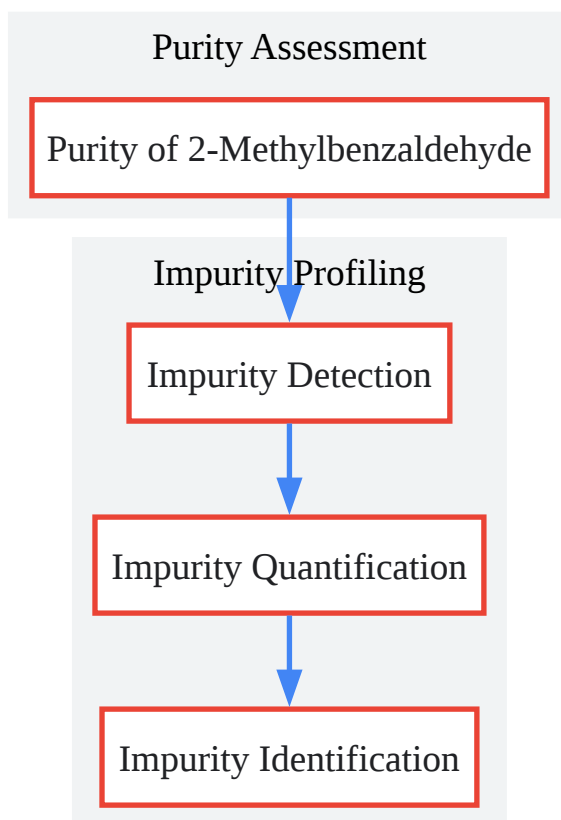 Purity Assessment
Purity of 2-Methylbenzaldehyde
Impurity Profiling
Impurity Detection
Impurity Quantification
Impurity Identification